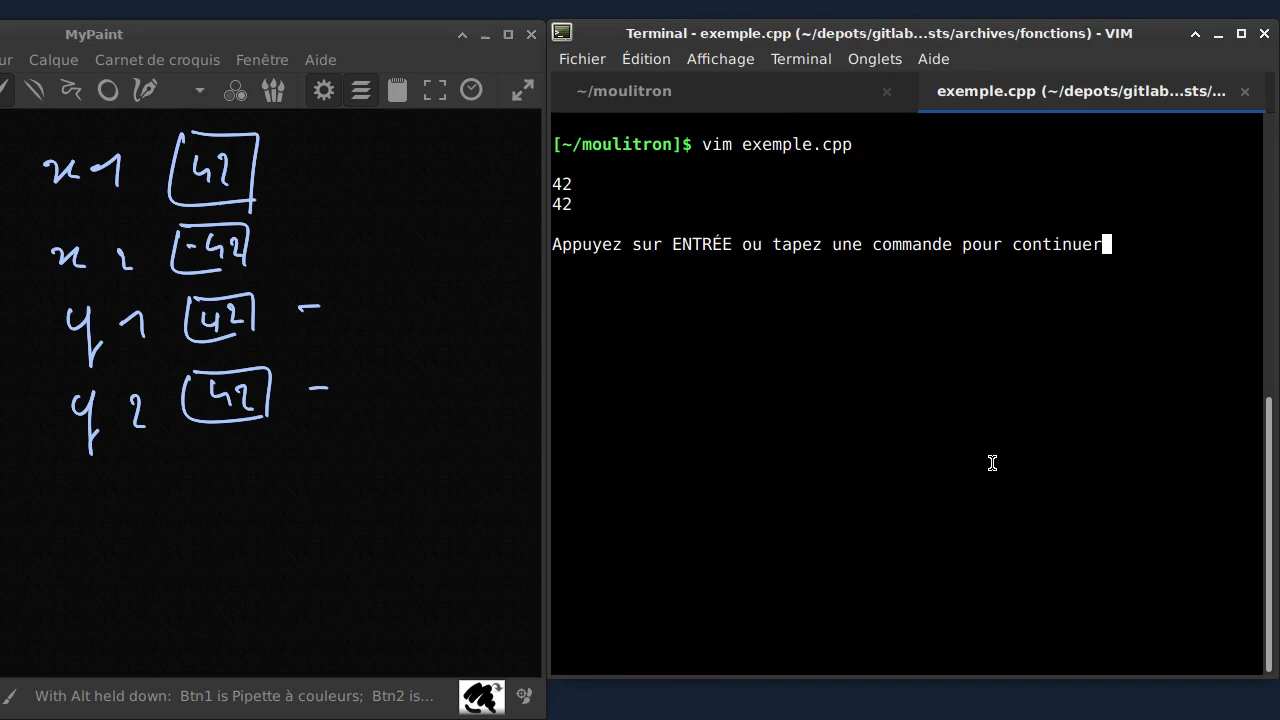 MyPaint
ur Calque Carnet de croquis Fenêtre Aide
x1 42
x2 -42
y1 42 -
y2 42 -
With Alt held down: Btn1 is Pipette à couleurs; Btn2 is...
Terminal - exemple.cpp (~/depots/gitlab...sts/archives/fonctions) - VIM
Fichier Édition Affichage Terminal Onglets Aide
~/moulitron exemple.cpp (~/depots/gitlab...sts/...
[~/moulitron]$ vim exemple.cpp
42
42
Appuyez sur ENTRÉE ou tapez une commande pour continuer